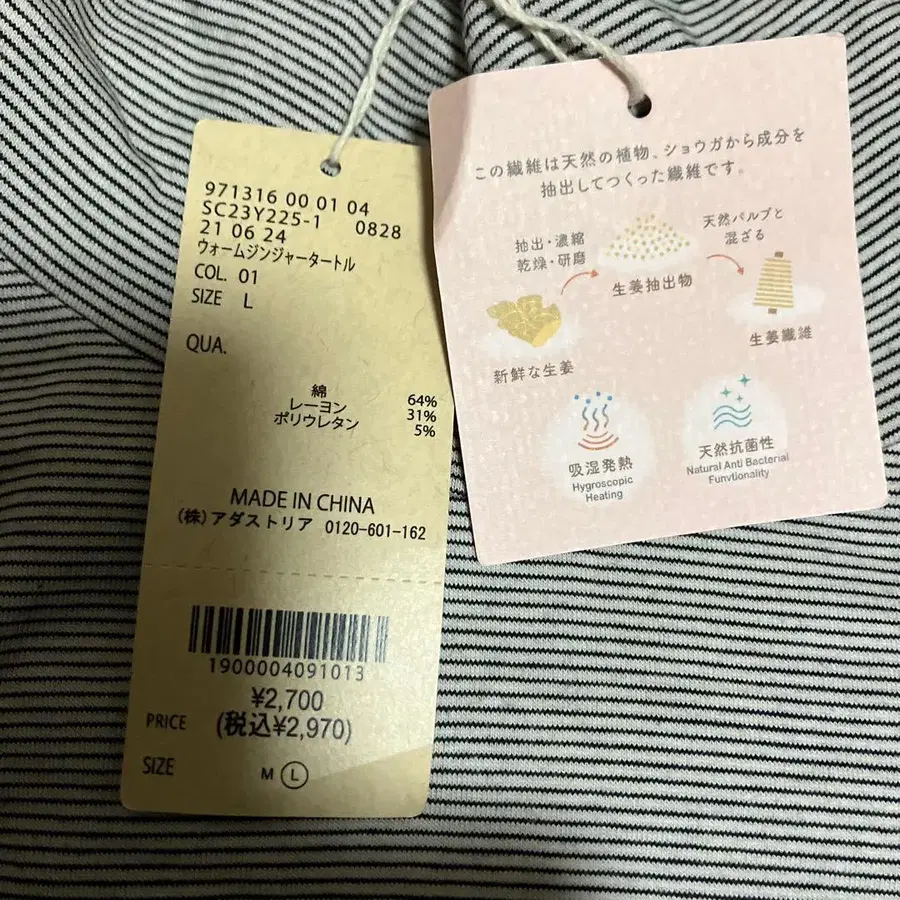 971316 00 01 04
SC23Y225-1 0828
21 06 24
ウォームジンジャータートル
COL. 01
SIZE L
QUA.
綿 64%
レーヨン 31%
ポリウレタン 5%
MADE IN CHINA
(株)アダストリア 0120-601-162
1900004091013
¥2,700
PRICE (税込¥2,970)
SIZE M L
この繊維は天然の植物、ショウガから成分を
抽出してつくった繊維です。
抽出・濃縮
乾燥・研磨
生姜抽出物
天然パルプと
混ざる
新鮮な生姜
生姜繊維
吸湿発熱
Hygroscopic
Heating
天然抗菌性
Natural Anti Bacterial
Funvtionality